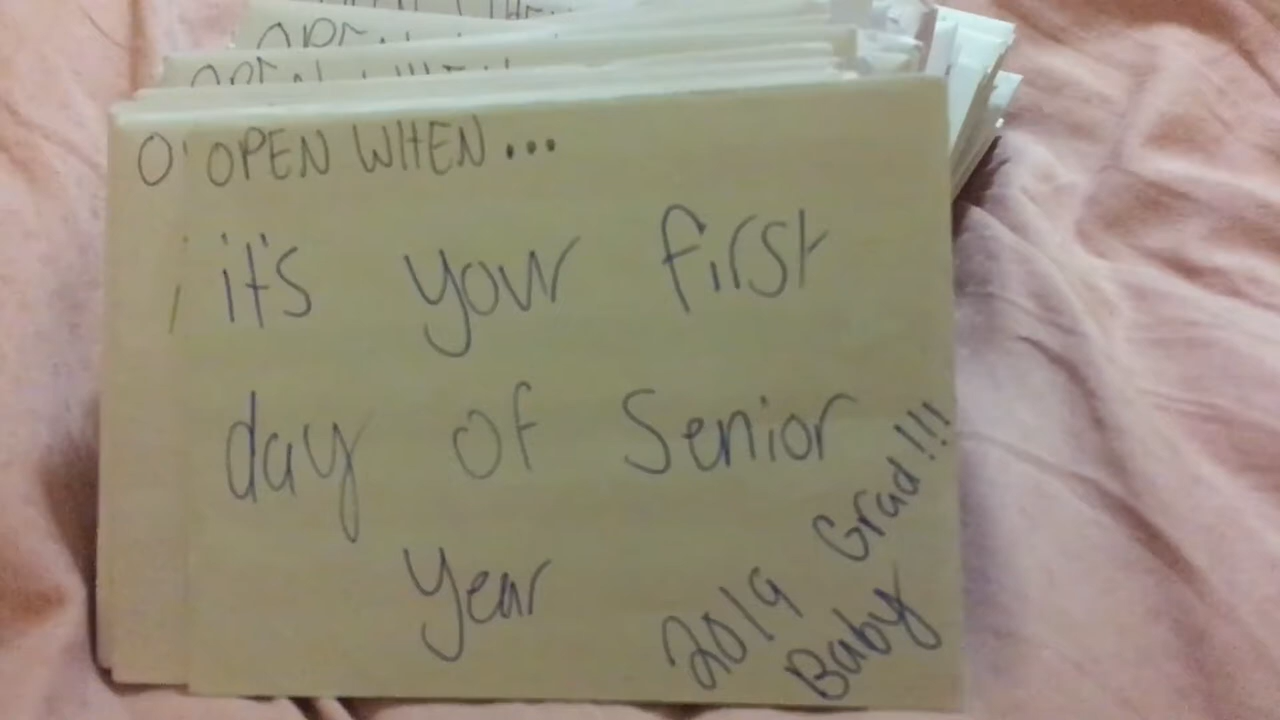 OPEN WHEN...
it's your first
day of Senior
year
2019 Grad!!!
Baby